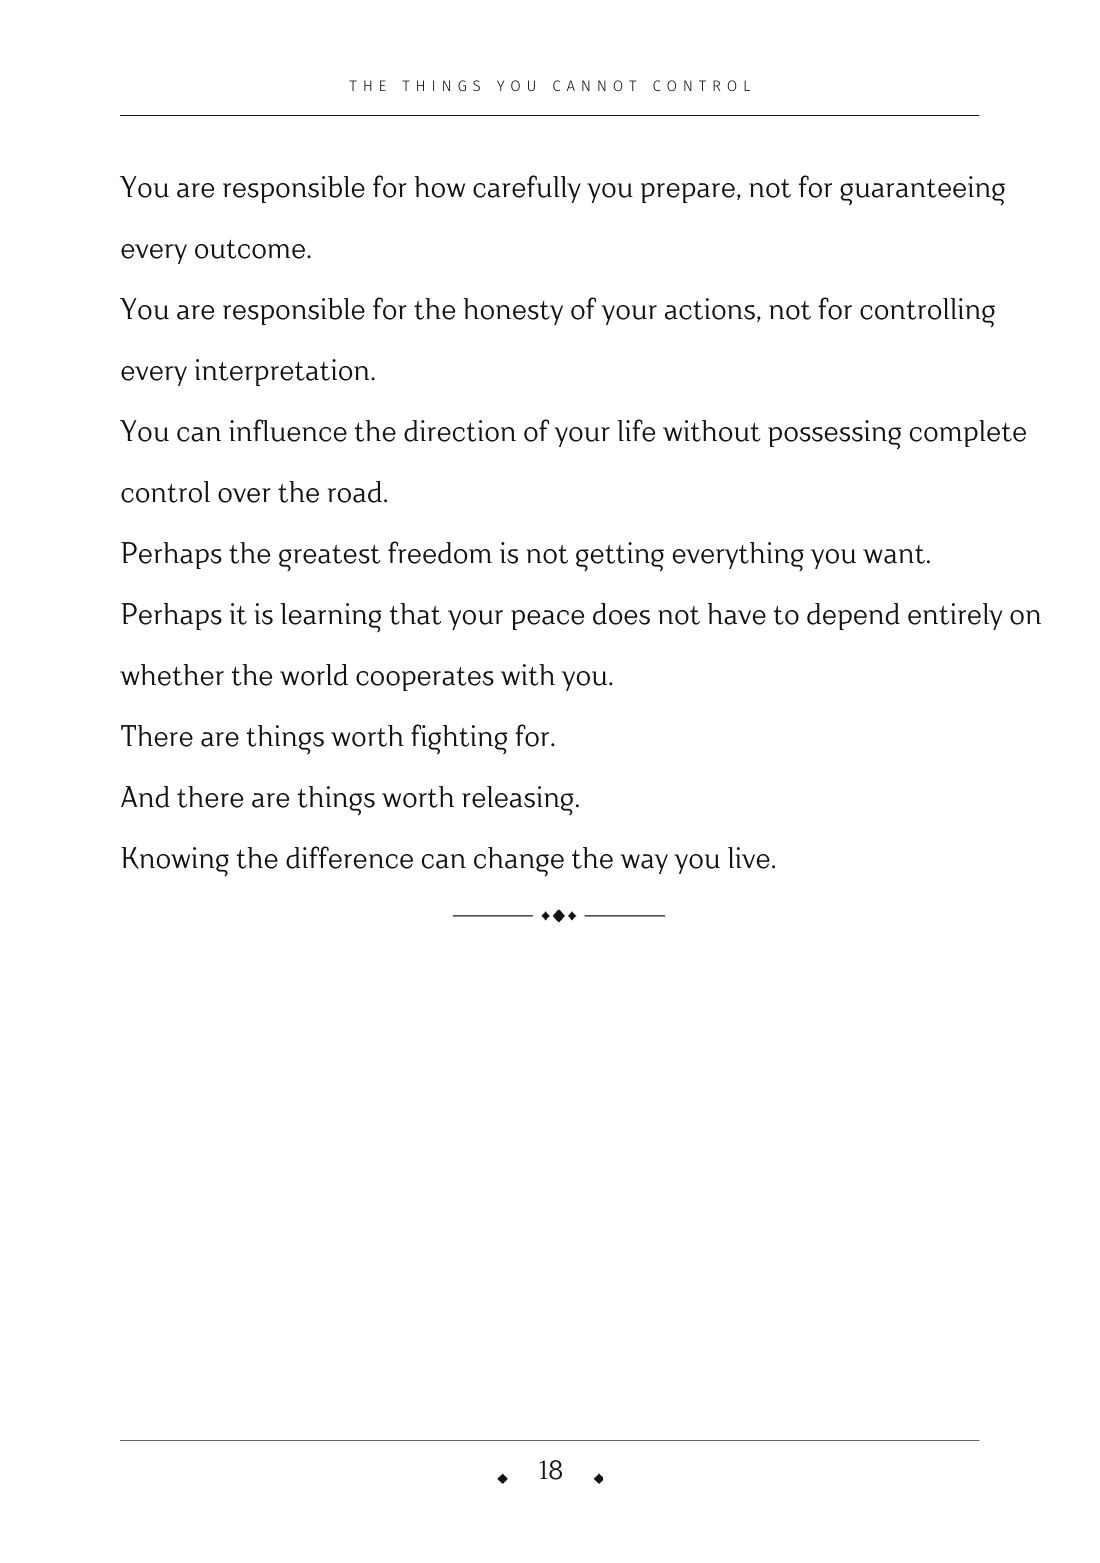 THE THINGS YOU CANNOT CONTROL
You are responsible for how carefully you prepare, not for guaranteeing
every outcome.
You are responsible for the honesty of your actions, not for controlling
every interpretation.
You can influence the direction of your life without possessing complete
control over the road.
Perhaps the greatest freedom is not getting everything you want.
Perhaps it is learning that your peace does not have to depend entirely on
whether the world cooperates with you.
There are things worth fighting for.
And there are things worth releasing.
Knowing the difference can change the way you live.
18